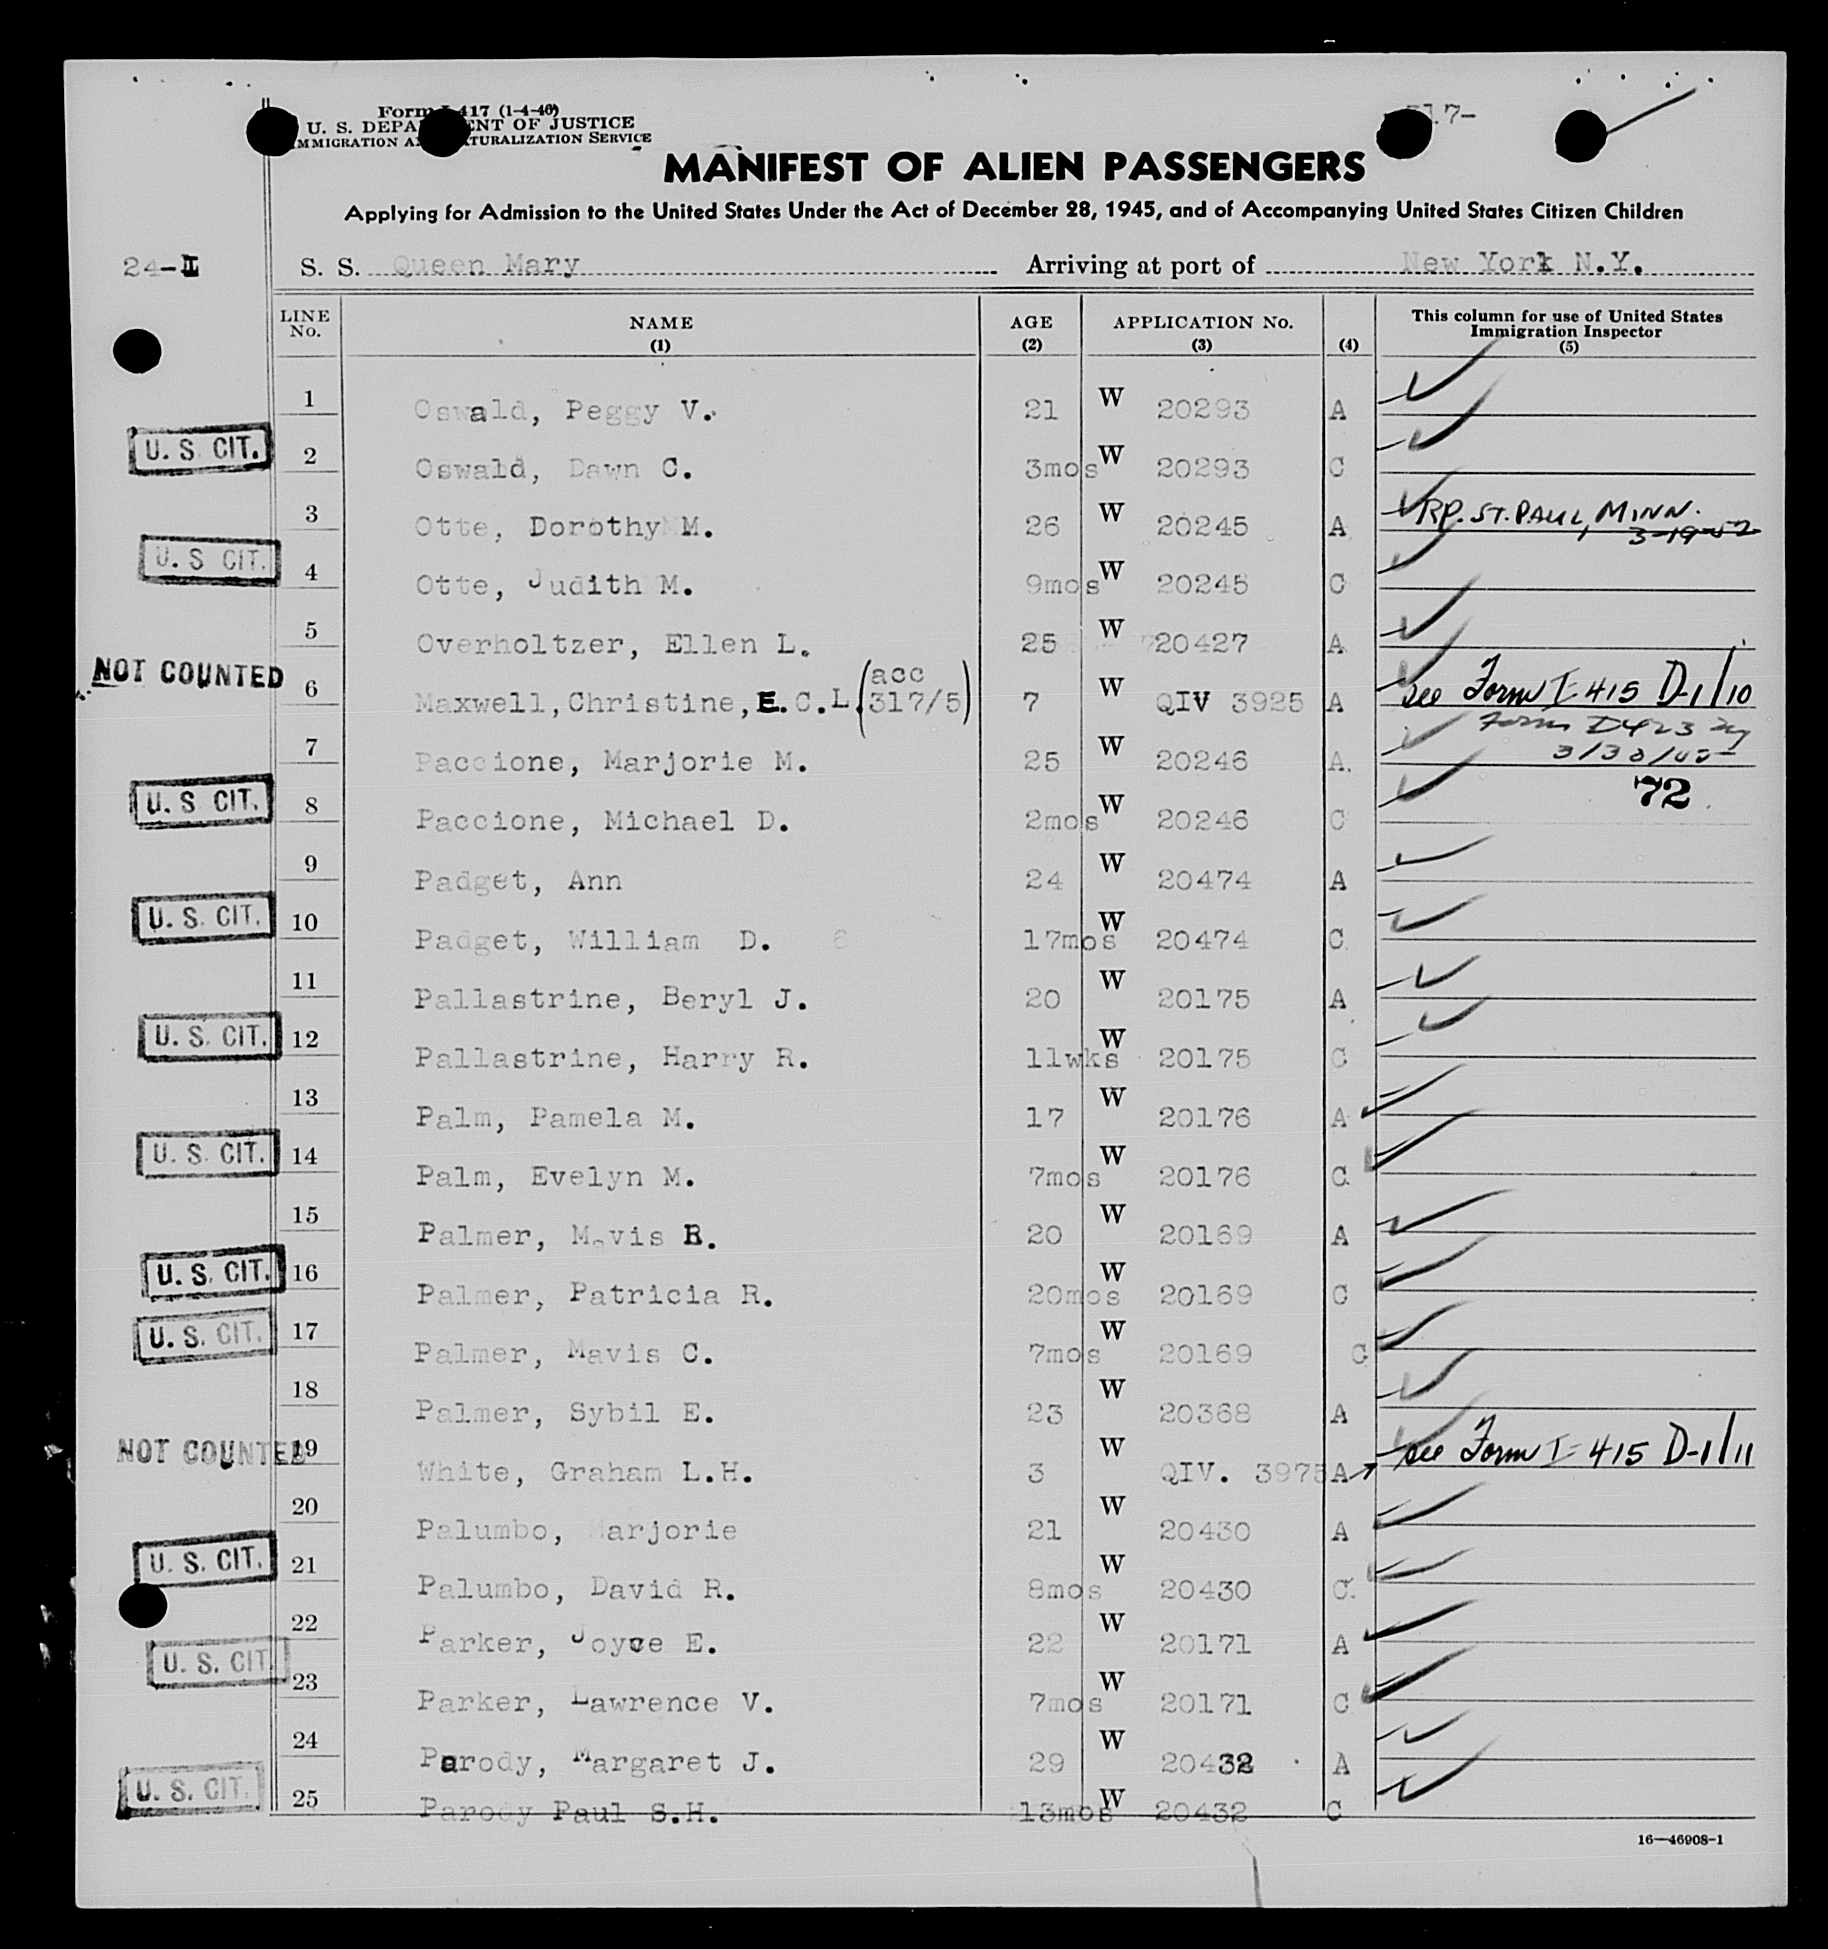 Form I-417 (1-4-46)
U. S. DEPARTMENT OF JUSTICE
IMMIGRATION AND NATURALIZATION SERVICE
17-
MANIFEST OF ALIEN PASSENGERS
Applying for Admission to the United States Under the Act of December 28, 1945, and of Accompanying United States Citizen Children
24-II S. S. Queen Mary Arriving at port of New York N.Y.
LINE No. NAME (1) AGE (2) APPLICATION No. (3) (4) This column for use of United States Immigration Inspector (5)
1 Oswald, Peggy V. 21 W 20293 A
U. S. CIT. 2 Oswald, Dawn C. 3mos W 20293 C
3 Otte, Dorothy M. 26 W 20245 A RP. ST. PAUL, MINN. 3-19-52
U. S. CIT. 4 Otte, Judith M. 9mos W 20245 C
5 Overholtzer, Ellen L. 25 W 20427 A
NOT COUNTED 6 Maxwell, Christine, E.C.L. (acc 317/5) 7 W QIV 3925 A see Form I-415 D-1/10
7 Paccione, Marjorie M. 25 W 20246 A. Form
U. S. CIT. 8 Paccione, Michael D. 2mos W 20246 C 72
9 Padget, Ann 24 W 20474 A
U. S. CIT. 10 Padget, William D. 6 17mos W 20474 C
11 Pallastrine, Beryl J. 20 W 20175 A
U. S. CIT. 12 Pallastrine, Harry R. 11wks W 20175 C
13 Palm, Pamela M. 17 W 20176 A
U. S. CIT. 14 Palm, Evelyn M. 7mos W 20176 C
15 Palmer, Mavis R. 20 W 20169 A
U. S. CIT. 16 Palmer, Patricia R. 20mos W 20169 C
U. S. CIT. 17 Palmer, Mavis C. 7mos W 20169 C
18 Palmer, Sybil E. 23 W 20368 A
NOT COUNTED 19 White, Graham L.H. 3 W QIV. 3975 A see Form I-415 D-1/11
20 Palumbo, Marjorie 21 W 20430 A
U. S. CIT. 21 Palumbo, David R. 8mos W 20430 C.
22 Parker, Joyce E. 22 W 20171 A
U. S. CIT. 23 Parker, Lawrence V. 7mos W 20171 C
24 Parody, Margaret J. 29 W 20432 A
U. S. CIT. 25 Parody Paul S.H. 13mos W 20432 C
16—46908-1